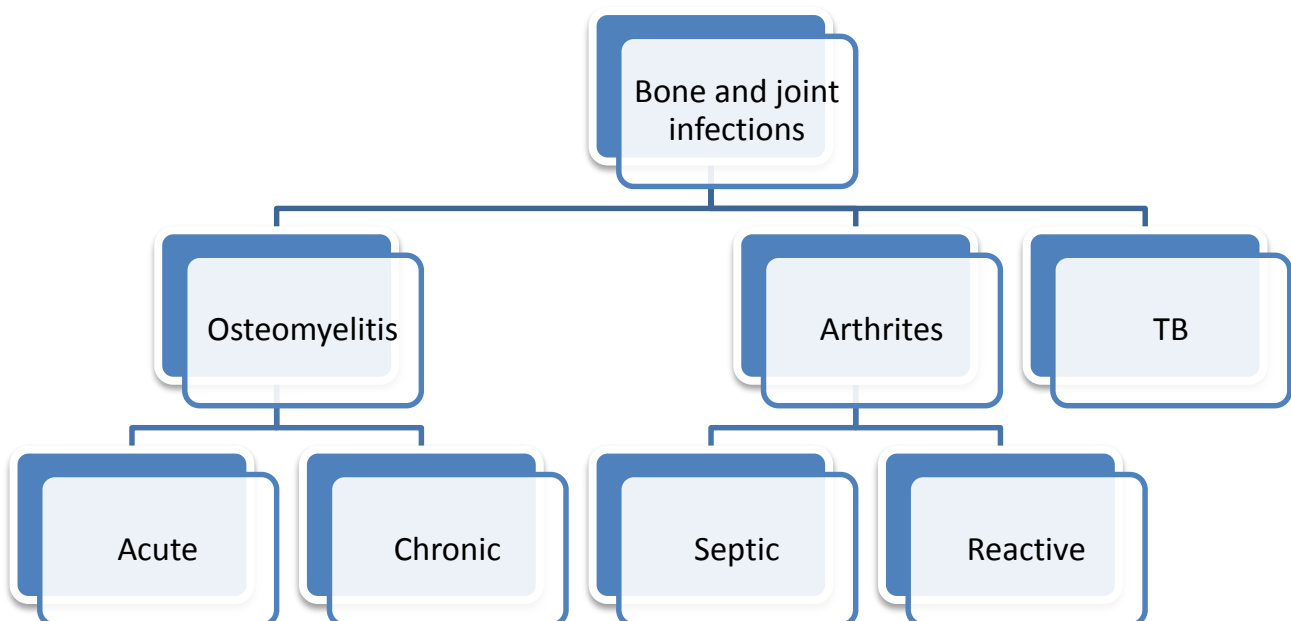 Bone and joint
infections
Osteomyelitis
Arthrites
TB
Acute
Chronic
Septic
Reactive